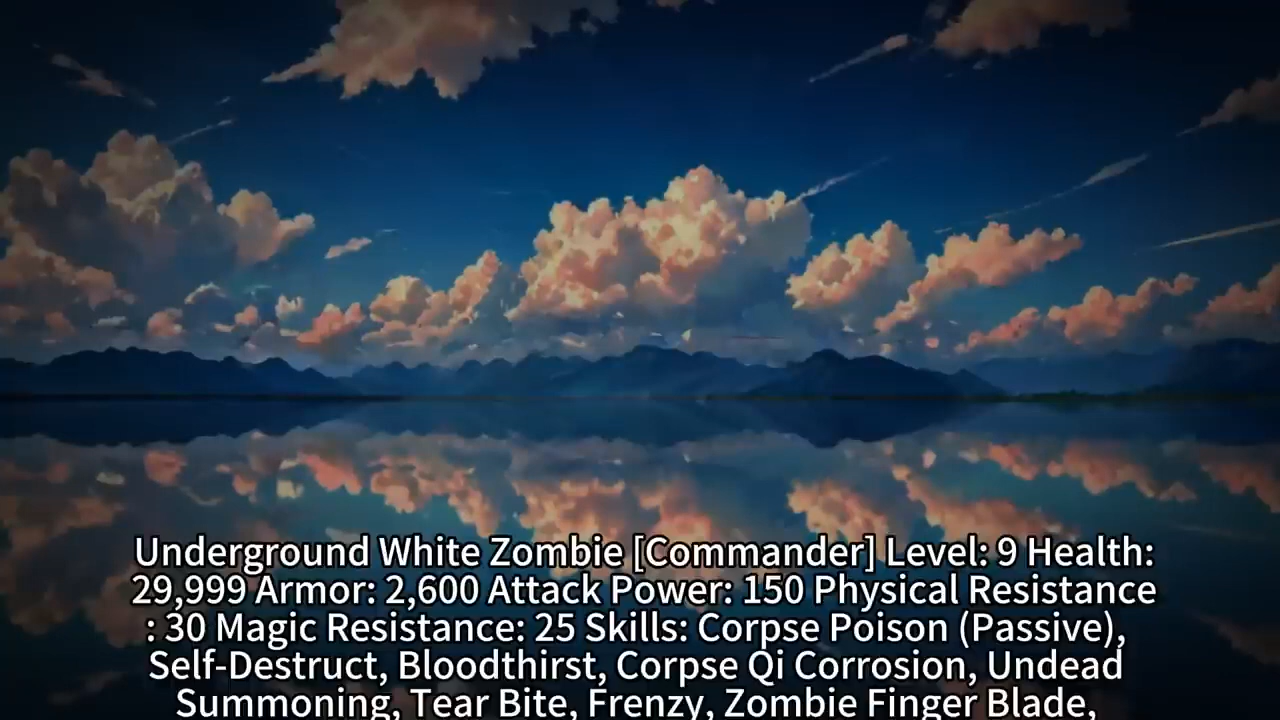 Underground White Zombie [Commander] Level: 9 Health:
29,999 Armor: 2,600 Attack Power: 150 Physical Resistance
: 30 Magic Resistance: 25 Skills: Corpse Poison (Passive),
Self-Destruct, Bloodthirst, Corpse Qi Corrosion, Undead
Summoning, Tear Bite, Frenzy, Zombie Finger Blade,